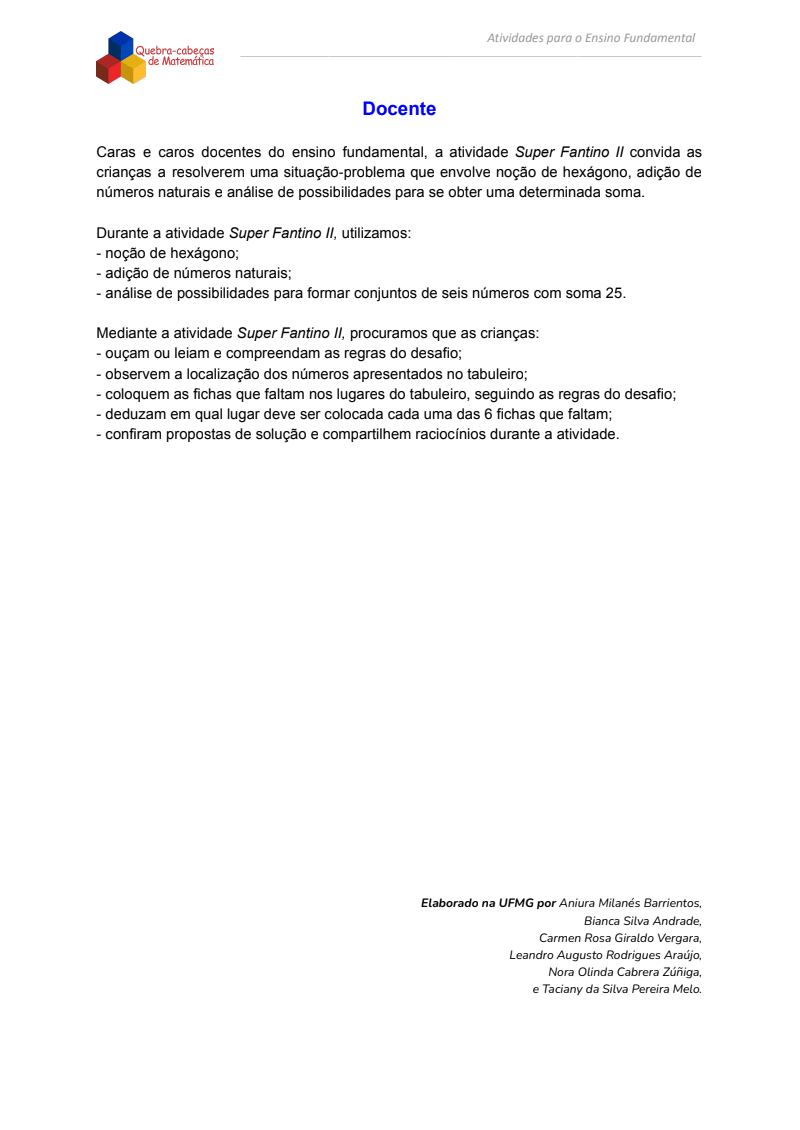 Quebra-cabeças
de Matemática
Atividades para o Ensino Fundamental
Docente
Caras e caros docentes do ensino fundamental, a atividade Super Fantino II convida as
crianças a resolverem uma situação-problema que envolve noção de hexágono, adição de
números naturais e análise de possibilidades para se obter uma determinada soma.
Durante a atividade Super Fantino II, utilizamos:
- noção de hexágono;
- adição de números naturais;
- análise de possibilidades para formar conjuntos de seis números com soma 25.
Mediante a atividade Super Fantino II, procuramos que as crianças:
- ouçam ou leiam e compreendam as regras do desafio;
- observem a localização dos números apresentados no tabuleiro;
- coloquem as fichas que faltam nos lugares do tabuleiro, seguindo as regras do desafio;
- deduzam em qual lugar deve ser colocada cada uma das 6 fichas que faltam;
- confiram propostas de solução e compartilhem raciocínios durante a atividade.
Elaborado na UFMG por Aniura Milanés Barrientos,
Bianca Silva Andrade,
Carmen Rosa Giraldo Vergara,
Leandro Augusto Rodrigues Araújo,
Nora Olinda Cabrera Zúñiga,
e Taciany da Silva Pereira Melo.